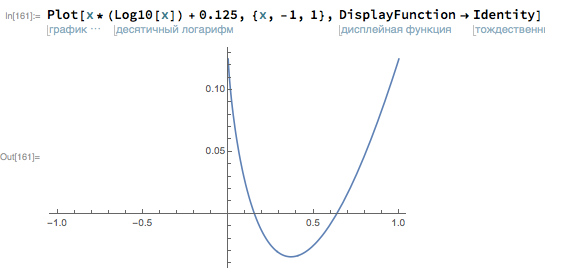 In[161]:= Plot[x * (Log10[x]) + 0.125, {x, -1, 1}, DisplayFunction → Identity]
график ⋯ десятичный логарифм дисплейная функция тождественн
0.10
0.05
Out[161]=
-1.0 -0.5 0.5 1.0